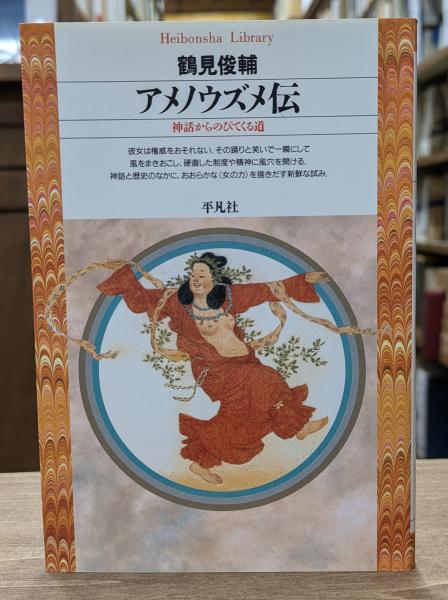 Heibonsha Library
鶴見俊輔
アメノウズメ伝
神話からのびてくる道
彼女は権威をおそれない。その踊りと笑いで一瞬にして
風をまきおこし、硬直した制度や精神に風穴を開ける。
神話と歴史のなかに、おおらかな〈女の力〉を描きだす新鮮な試み。
平凡社